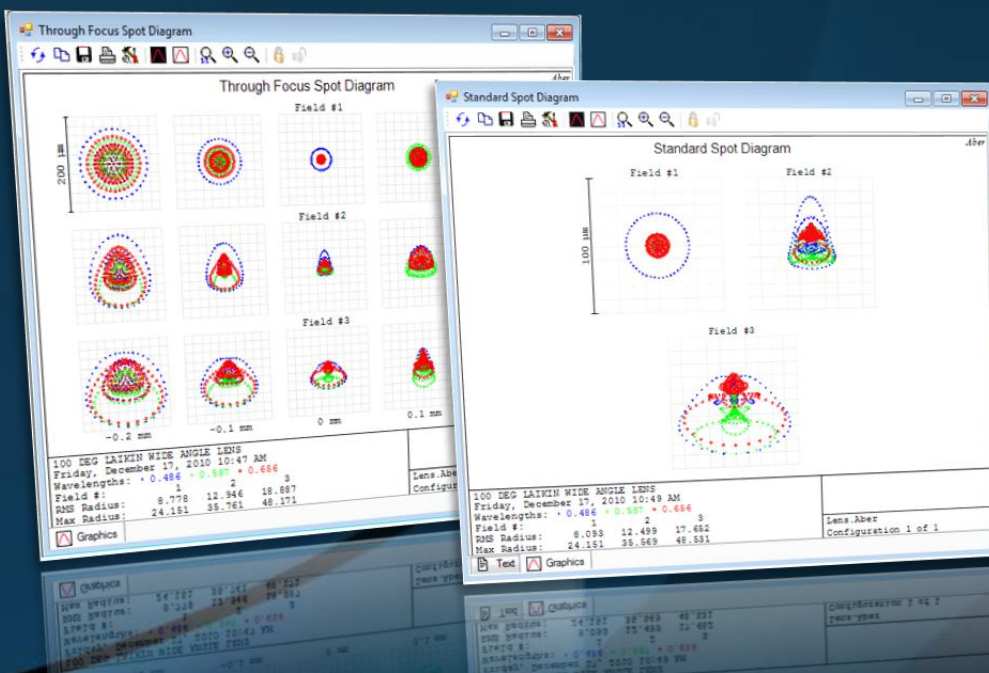 Through Focus Spot Diagram
Through Focus Spot Diagram
Aber
Field #1
200 µm
Field #2
Field #3
-0.2 mm
-0.1 mm
0 mm
0.1 mm
100 DEG LAIKIN WIDE ANGLE LENS
Friday, December 17, 2010 10:47 AM
Wavelengths: 0.486 0.587 0.656
Field #: 1 2 3
RMS Radius: 8.778 12.946 18.887
Max Radius: 24.151 35.761 48.171
Lens.Abe
Configur
Graphics
Standard Spot Diagram
Standard Spot Diagram
Aber
Field #1
Field #2
100 µm
Field #3
100 DEG LAIKIN WIDE ANGLE LENS
Friday, December 17, 2010 10:49 AM
Wavelengths: 0.486 0.587 0.656
Field #: 1 2 3
RMS Radius: 8.093 12.499 17.652
Max Radius: 24.151 35.569 48.531
Lens.Aber
Configuration 1 of 1
Text
Graphics